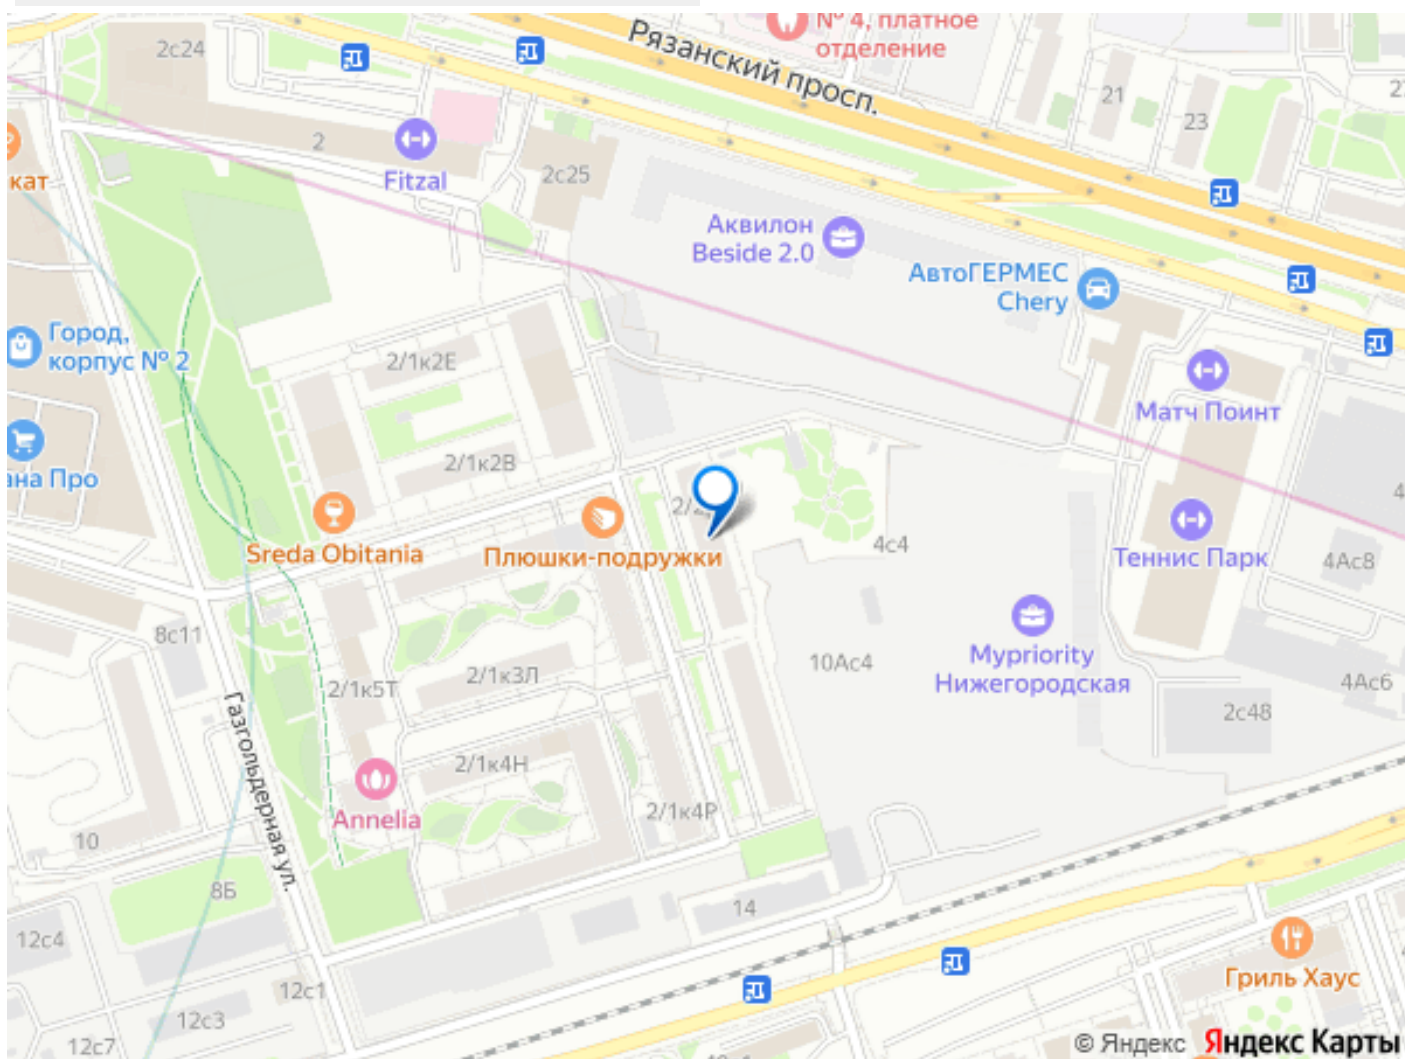 № 4, платное
отделение
Рязанский просп.
2с24
21
23
2
Fitzal
2с25
кат
Аквилон
Beside 2.0
АвтоГЕРМЕС
Chery
Город,
корпус № 2
2/1к2Е
Матч Поинт
2/1к2В
ана Про
Sreda Obitania
Плюшки-подружки
4с4
Теннис Парк
4Ас8
8с11
10Ас4
Mypriority
Нижегородская
2/1к3Л
2/1к5Т
4Ас6
2с48
Газгольдерная ул.
2/1к4Н
Annelia
2/1к4Р
10
8Б
14
12с4
Гриль Хаус
12с1
12с3
12с7
© Яндекс Яндекс Карты